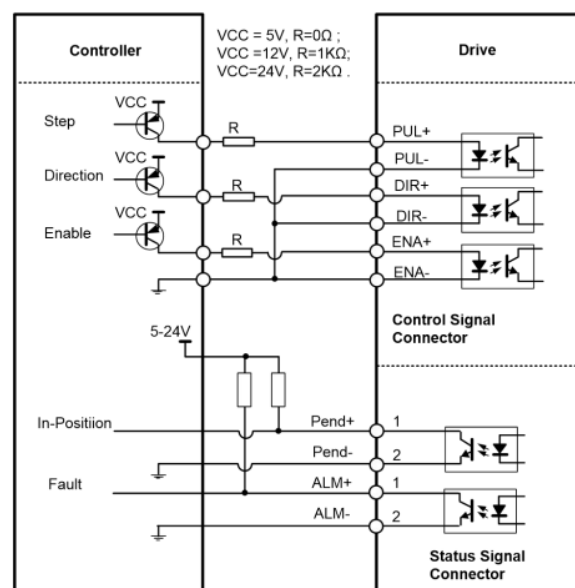 Controller
VCC = 5V, R=0Ω ;
VCC =12V, R=1KΩ;
VCC=24V, R=2KΩ .
Drive
VCC
Step
R
PUL+
VCC
PUL-
Direction
R
DIR+
VCC
DIR-
Enable
R
ENA+
ENA-
Control Signal
Connector
5-24V
In-Positiion
Pend+
1
Pend-
2
Fault
ALM+
1
ALM-
2
Status Signal
Connector